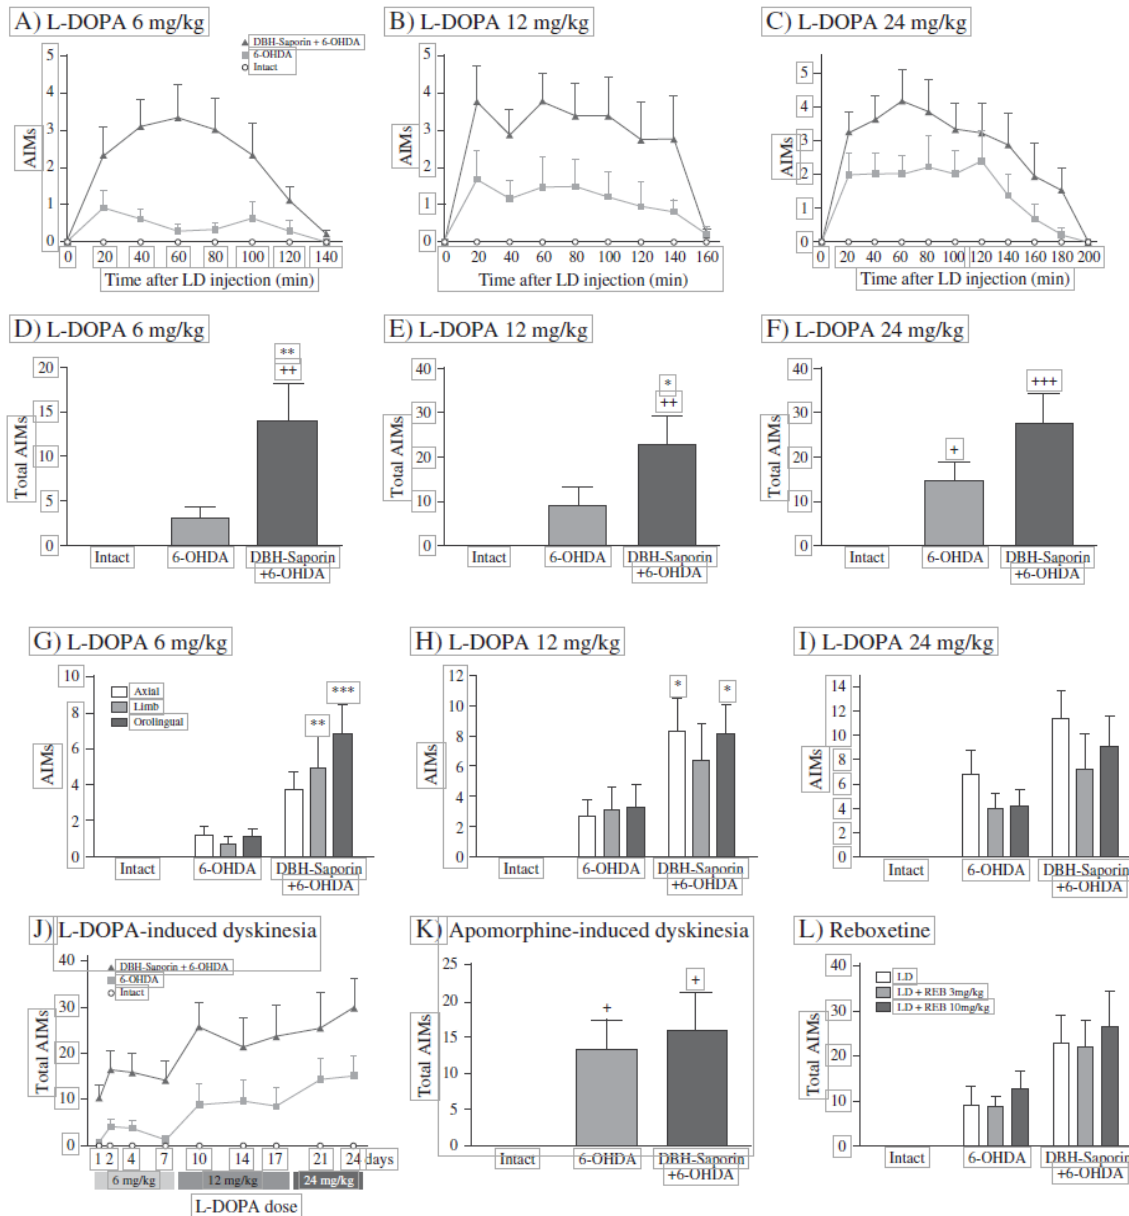 A) L-DOPA 6 mg/kg
DBH-Saporin + 6-OHDA
6-OHDA
Intact
5
4
3
2
1
0
AIMs
0 20 40 60 80 100 120 140
Time after LD injection (min)
B) L-DOPA 12 mg/kg
5
4
3
2
1
0
AIMs
0 20 40 60 80 100 120 140 160
Time after LD injection (min)
C) L-DOPA 24 mg/kg
5
4
3
2
1
0
AIMs
0 20 40 60 80 100 120 140 160 180 200
Time after LD injection (min)
D) L-DOPA 6 mg/kg
20
15
10
5
0
Total AIMs
**
++
Intact 6-OHDA DBH-Saporin
+6-OHDA
E) L-DOPA 12 mg/kg
40
30
20
10
0
Total AIMs
*
++
Intact 6-OHDA DBH-Saporin
+6-OHDA
F) L-DOPA 24 mg/kg
40
30
20
10
0
Total AIMs
+
+++
Intact 6-OHDA DBH-Saporin
+6-OHDA
G) L-DOPA 6 mg/kg
10
8
6
4
2
0
AIMs
Axial
Limb
Orolingual
**
***
Intact 6-OHDA DBH-Saporin
+6-OHDA
H) L-DOPA 12 mg/kg
12
10
8
6
4
2
0
AIMs
* *
Intact 6-OHDA DBH-Saporin
+6-OHDA
I) L-DOPA 24 mg/kg
14
12
10
8
6
4
2
0
AIMs
Intact 6-OHDA DBH-Saporin
+6-OHDA
J) L-DOPA-induced dyskinesia
DBH-Saporin + 6-OHDA
6-OHDA
Intact
40
30
20
10
0
Total AIMs
1 2 4 7 10 14 17 21 24 days
6 mg/kg 12 mg/kg 24 mg/kg
L-DOPA dose
K) Apomorphine-induced dyskinesia
25
20
15
10
5
0
Total AIMs
+ +
Intact 6-OHDA DBH-Saporin
+6-OHDA
L) Reboxetine
40
30
20
10
0
Total AIMs
LD
LD + REB 3mg/kg
LD + REB 10mg/kg
Intact 6-OHDA DBH-Saporin
+6-OHDA